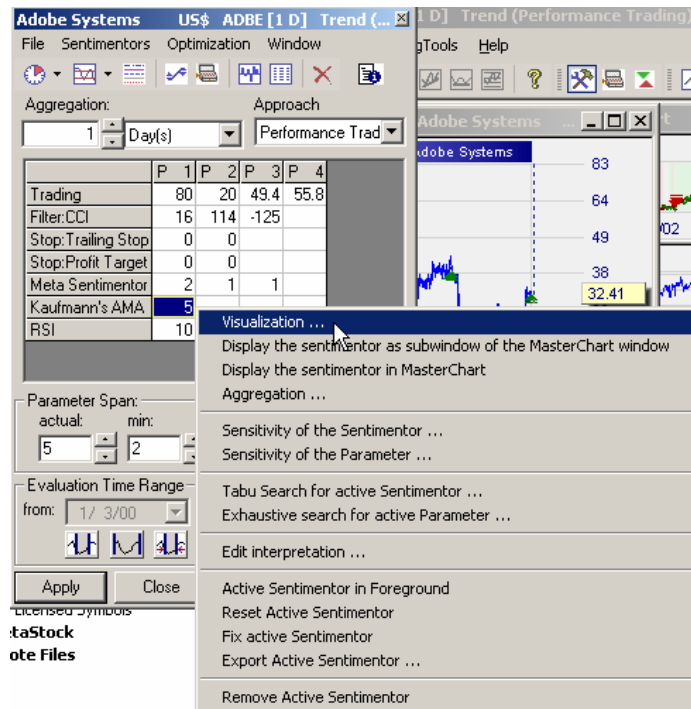 Adobe Systems US$ ADBE [1 D] Trend (...
1 D] Trend (Performance Trading)
File Sentimentors Optimization Window
gTools Help
Aggregation: Approach
1 Day(s) Performance Trad
Adobe Systems ...
Adobe Systems
83
64
49
38
32.41
/02
P 1 P 2 P 3 P 4
Trading 80 20 49.4 55.8
Filter:CCI 16 114 -125
Stop:Trailing Stop 0 0
Stop:Profit Target 0 0
Meta Sentimentor 2 1 1
Kaufmann's AMA 5
RSI 10
Parameter Span:
actual: min:
5 2
Evaluation Time Range
from: 1/ 3/00
Apply Close
Licensed Symbols
etaStock
ote Files
Visualization ...
Display the sentimentor as subwindow of the MasterChart window
Display the sentimentor in MasterChart
Aggregation ...
Sensitivity of the Sentimentor ...
Sensitivity of the Parameter ...
Tabu Search for active Sentimentor ...
Exhaustive search for active Parameter ...
Edit interpretation ...
Active Sentimentor in Foreground
Reset Active Sentimentor
Fix active Sentimentor
Export Active Sentimentor ...
Remove Active Sentimentor